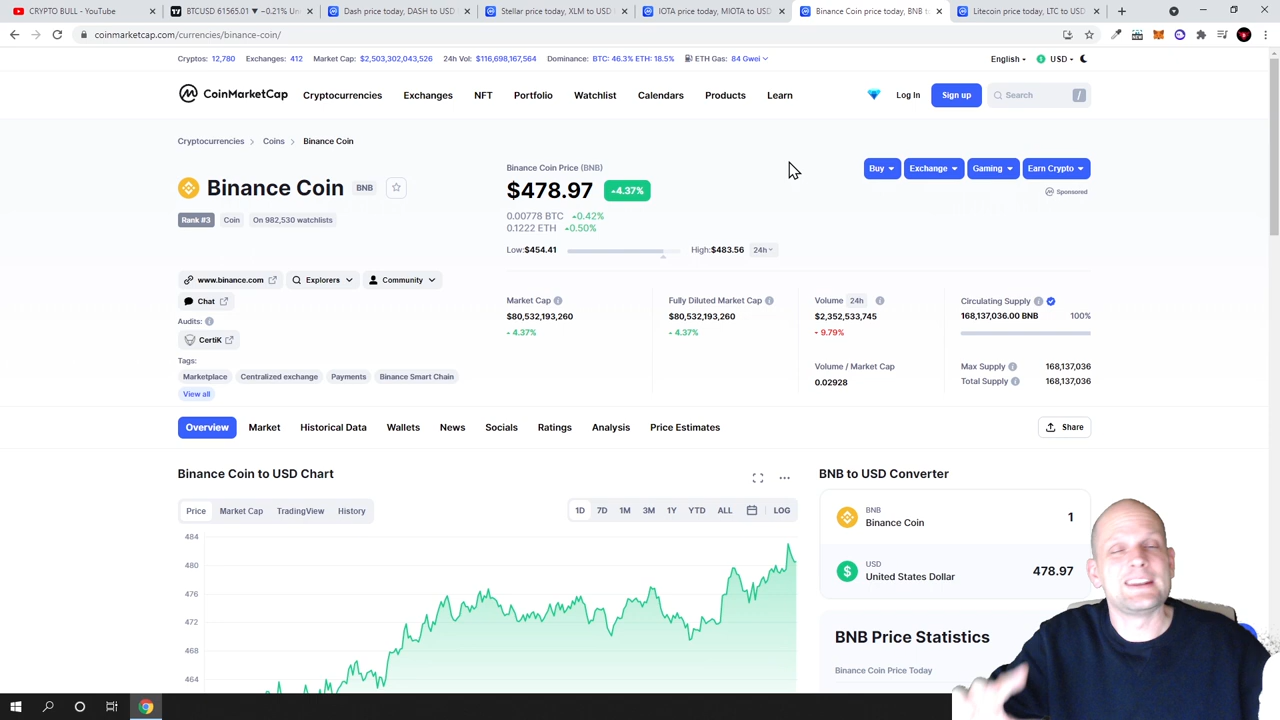 CRYPTO BULL - YouTube
BTCUSD 61565.01 ▼ −0.21% Un
Dash price today, DASH to USD
Stellar price today, XLM to USD
IOTA price today, MIOTA to USD
Binance Coin price today, BNB to
Litecoin price today, LTC to USD
coinmarketcap.com/currencies/binance-coin/
Cryptos: 12,780 Exchanges: 412 Market Cap: $2,503,302,043,526 24h Vol: $116,698,167,564 Dominance: BTC: 46.3% ETH: 18.5% ETH Gas: 84 Gwei
English USD
CoinMarketCap Cryptocurrencies Exchanges NFT Portfolio Watchlist Calendars Products Learn
Log In Sign up Search /
Cryptocurrencies > Coins > Binance Coin
Binance Coin BNB
Rank #3 Coin On 982,530 watchlists
Binance Coin Price (BNB)
$478.97 4.37%
0.00778 BTC 0.42%
0.1222 ETH 0.50%
Low:$454.41 High:$483.56 24h
Buy Exchange Gaming Earn Crypto
Sponsored
www.binance.com Explorers Community
Chat
Audits:
CertiK
Tags:
Marketplace Centralized exchange Payments Binance Smart Chain
View all
Market Cap
$80,532,193,260
4.37%
Fully Diluted Market Cap
$80,532,193,260
4.37%
Volume 24h
$2,352,533,745
9.79%
Volume / Market Cap
0.02928
Circulating Supply
168,137,036.00 BNB 100%
Max Supply 168,137,036
Total Supply 168,137,036
Overview Market Historical Data Wallets News Socials Ratings Analysis Price Estimates Share
Binance Coin to USD Chart
Price Market Cap TradingView History
1D 7D 1M 3M 1Y YTD ALL LOG
484
480
476
472
468
464
BNB to USD Converter
BNB
Binance Coin 1
USD
United States Dollar 478.97
BNB Price Statistics
Binance Coin Price Today